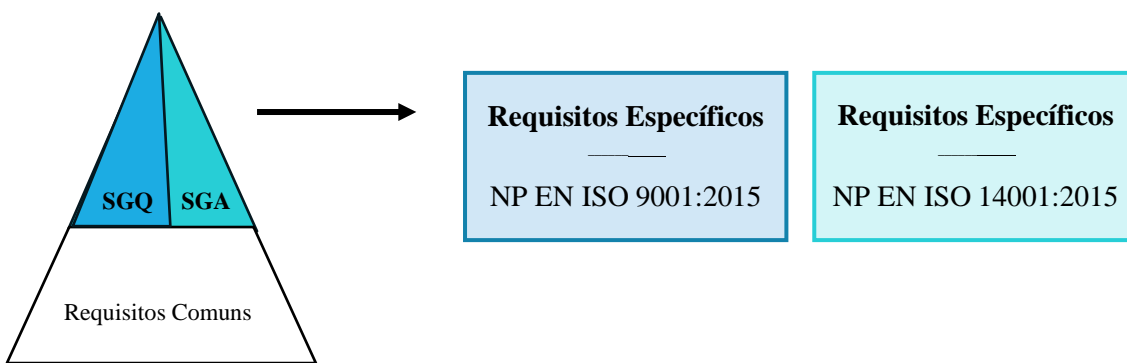 SGQ
SGA
Requisitos Comuns
Requisitos Específicos
NP EN ISO 9001:2015
Requisitos Específicos
NP EN ISO 14001:2015